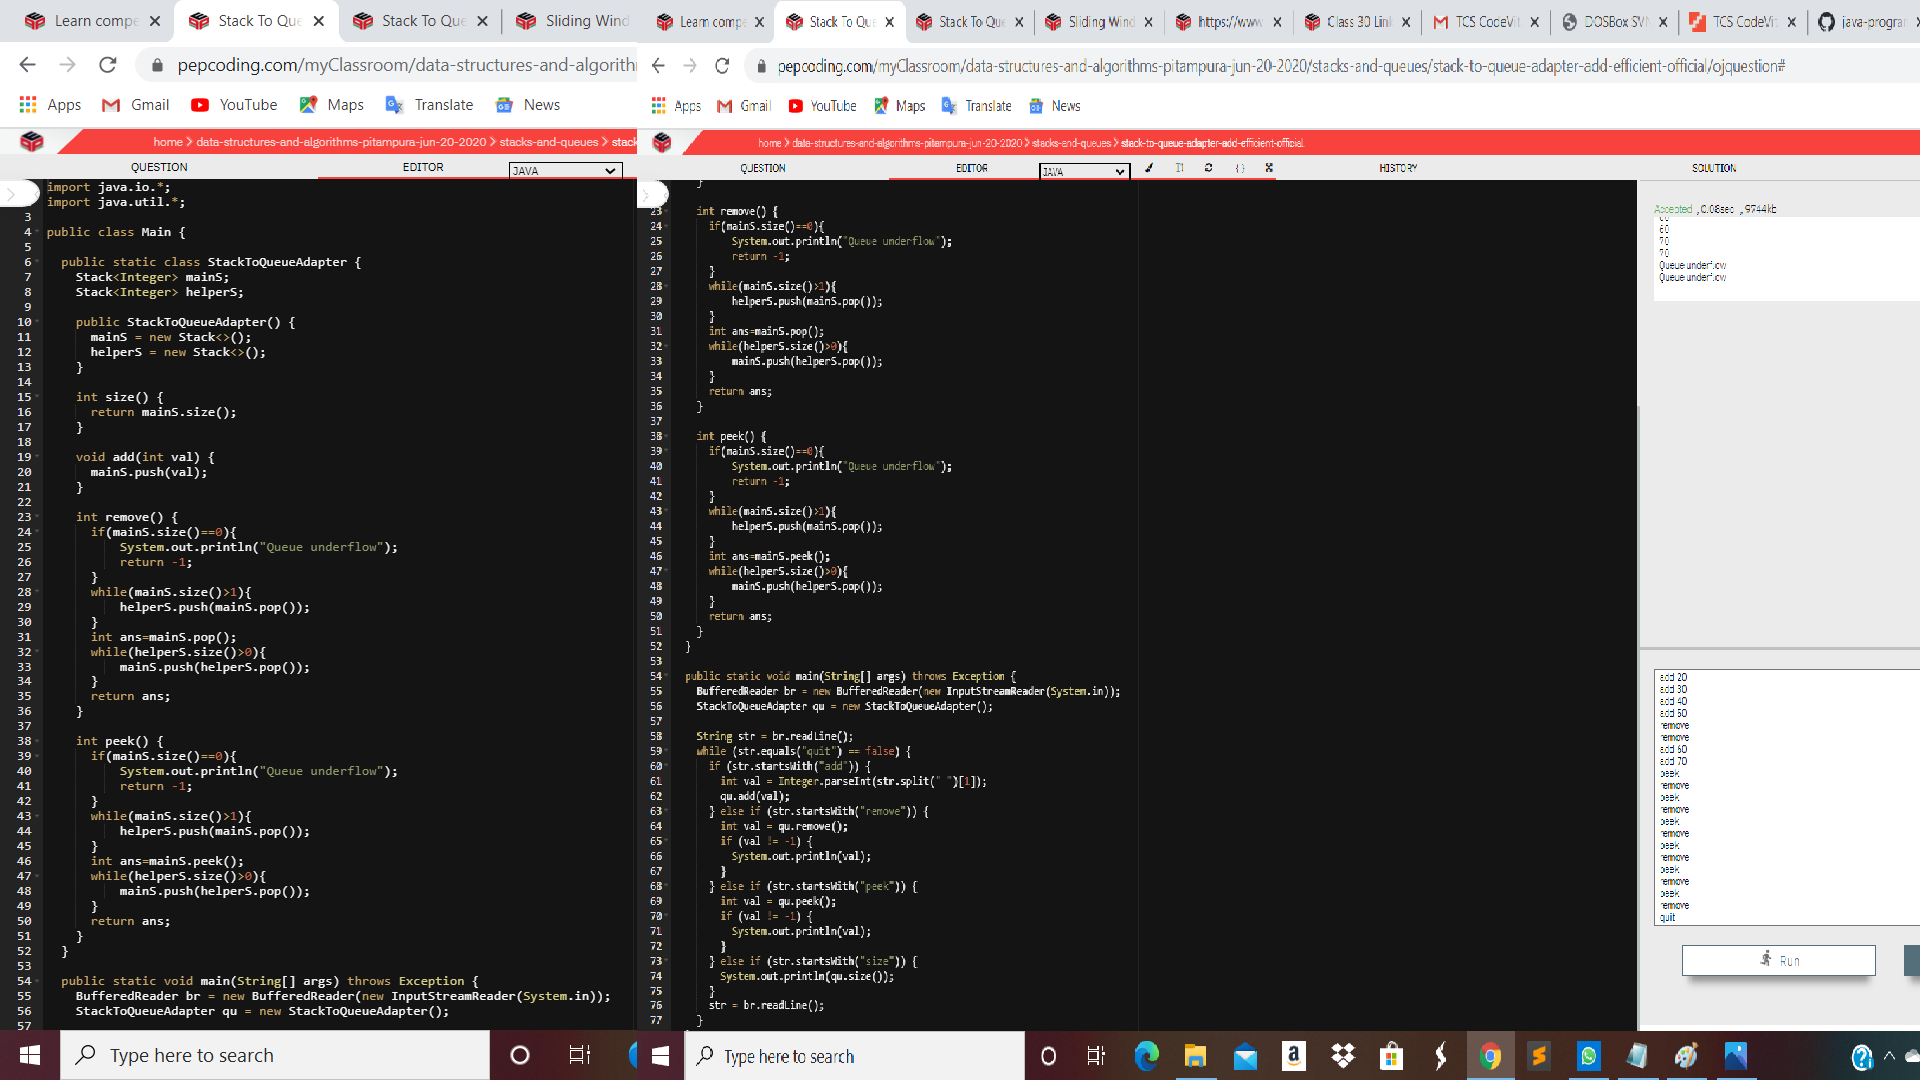 Learn compe
Stack To Que
Stack To Que
Sliding Wind
pepcoding.com/myClassroom/data-structures-and-algorithm
Apps
Gmail
YouTube
Maps
Translate
News
home > data-structures-and-algorithms-pitampura-jun-20-2020 > stacks-and-queues > stack
QUESTION
EDITOR
JAVA
import java.io.*;
import java.util.*;
3
4 public class Main {
5
6 public static class StackToQueueAdapter {
7 Stack<Integer> mainS;
8 Stack<Integer> helperS;
9
10 public StackToQueueAdapter() {
11 mainS = new Stack<>();
12 helperS = new Stack<>();
13 }
14
15 int size() {
16 return mainS.size();
17 }
18
19 void add(int val) {
20 mainS.push(val);
21 }
22
23 int remove() {
24 if(mainS.size()==0){
25 System.out.println("Queue underflow");
26 return -1;
27 }
28 while(mainS.size()>1){
29 helperS.push(mainS.pop());
30 }
31 int ans=mainS.pop();
32 while(helperS.size()>0){
33 mainS.push(helperS.pop());
34 }
35 return ans;
36 }
37
38 int peek() {
39 if(mainS.size()==0){
40 System.out.println("Queue underflow");
41 return -1;
42 }
43 while(mainS.size()>1){
44 helperS.push(mainS.pop());
45 }
46 int ans=mainS.peek();
47 while(helperS.size()>0){
48 mainS.push(helperS.pop());
49 }
50 return ans;
51 }
52 }
53
54 public static void main(String[] args) throws Exception {
55 BufferedReader br = new BufferedReader(new InputStreamReader(System.in));
56 StackToQueueAdapter qu = new StackToQueueAdapter();
57
Type here to search
Learn compe
Stack To Que
Stack To Que
Sliding Wind
https://www
Class 30 Link
TCS CodeVit
DOSBox SVN
TCS CodeVit
java-program
pepcoding.com/myClassroom/data-structures-and-algorithms-pitampura-jun-20-2020/stacks-and-queues/stack-to-queue-adapter-add-efficient-official/ojquestion#
Apps
Gmail
YouTube
Maps
Translate
News
home > data-structures-and-algorithms-pitampura-jun-20-2020 > stacks-and-queues > stack-to-queue-adapter-add-efficient-official
QUESTION
EDITOR
JAVA
HISTORY
SOLUTION
}
23 int remove() {
24 if(mainS.size()==0){
25 System.out.println("Queue underflow");
26 return -1;
27 }
28 while(mainS.size()>1){
29 helperS.push(mainS.pop());
30 }
31 int ans=mainS.pop();
32 while(helperS.size()>0){
33 mainS.push(helperS.pop());
34 }
35 return ans;
36 }
37
38 int peek() {
39 if(mainS.size()==0){
40 System.out.println("Queue underflow");
41 return -1;
42 }
43 while(mainS.size()>1){
44 helperS.push(mainS.pop());
45 }
46 int ans=mainS.peek();
47 while(helperS.size()>0){
48 mainS.push(helperS.pop());
49 }
50 return ans;
51 }
52 }
53
54 public static void main(String[] args) throws Exception {
55 BufferedReader br = new BufferedReader(new InputStreamReader(System.in));
56 StackToQueueAdapter qu = new StackToQueueAdapter();
57
58 String str = br.readLine();
59 while (str.equals("quit") == false) {
60 if (str.startsWith("add")) {
61 int val = Integer.parseInt(str.split(" ")[1]);
62 qu.add(val);
63 } else if (str.startsWith("remove")) {
64 int val = qu.remove();
65 if (val != -1) {
66 System.out.println(val);
67 }
68 } else if (str.startsWith("peek")) {
69 int val = qu.peek();
70 if (val != -1) {
71 System.out.println(val);
72 }
73 } else if (str.startsWith("size")) {
74 System.out.println(qu.size());
75 }
76 str = br.readLine();
77 }
Accepted , 0.08sec , 9744kb
60
70
70
Queue underflow
Queue underflow
add 20
add 30
add 40
add 50
remove
remove
add 60
add 70
peek
remove
peek
remove
peek
remove
peek
remove
peek
remove
peek
remove
quit
Run
Type here to search